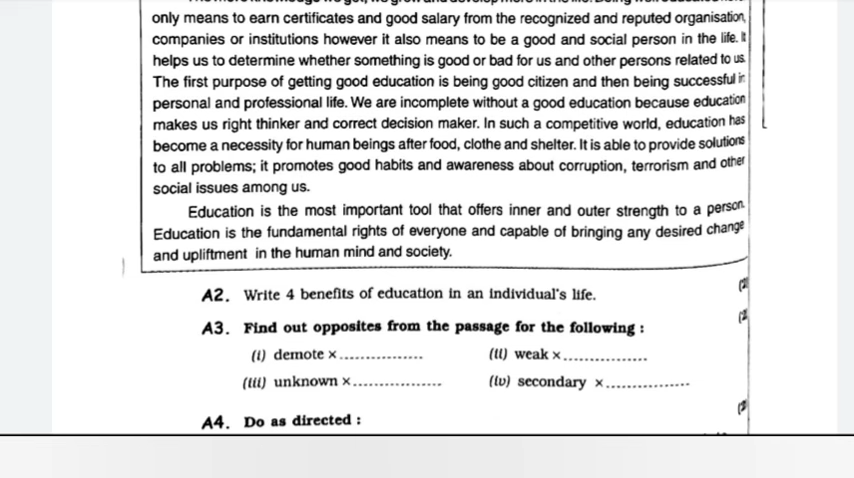 only means to earn certificates and good salary from the recognized and reputed organisation,
companies or institutions however it also means to be a good and social person in the life. It
helps us to determine whether something is good or bad for us and other persons related to us.
The first purpose of getting good education is being good citizen and then being successful in
personal and professional life. We are incomplete without a good education because education
makes us right thinker and correct decision maker. In such a competitive world, education has
become a necessity for human beings after food, clothe and shelter. It is able to provide solutions
to all problems; it promotes good habits and awareness about corruption, terrorism and other
social issues among us.
Education is the most important tool that offers inner and outer strength to a person.
Education is the fundamental rights of everyone and capable of bringing any desired change
and upliftment in the human mind and society.
A2. Write 4 benefits of education in an individual's life. (2)
A3. Find out opposites from the passage for the following : (2
(i) demote ×............... (ii) weak ×...............
(iii) unknown ×............... (iv) secondary ×...............
A4. Do as directed :